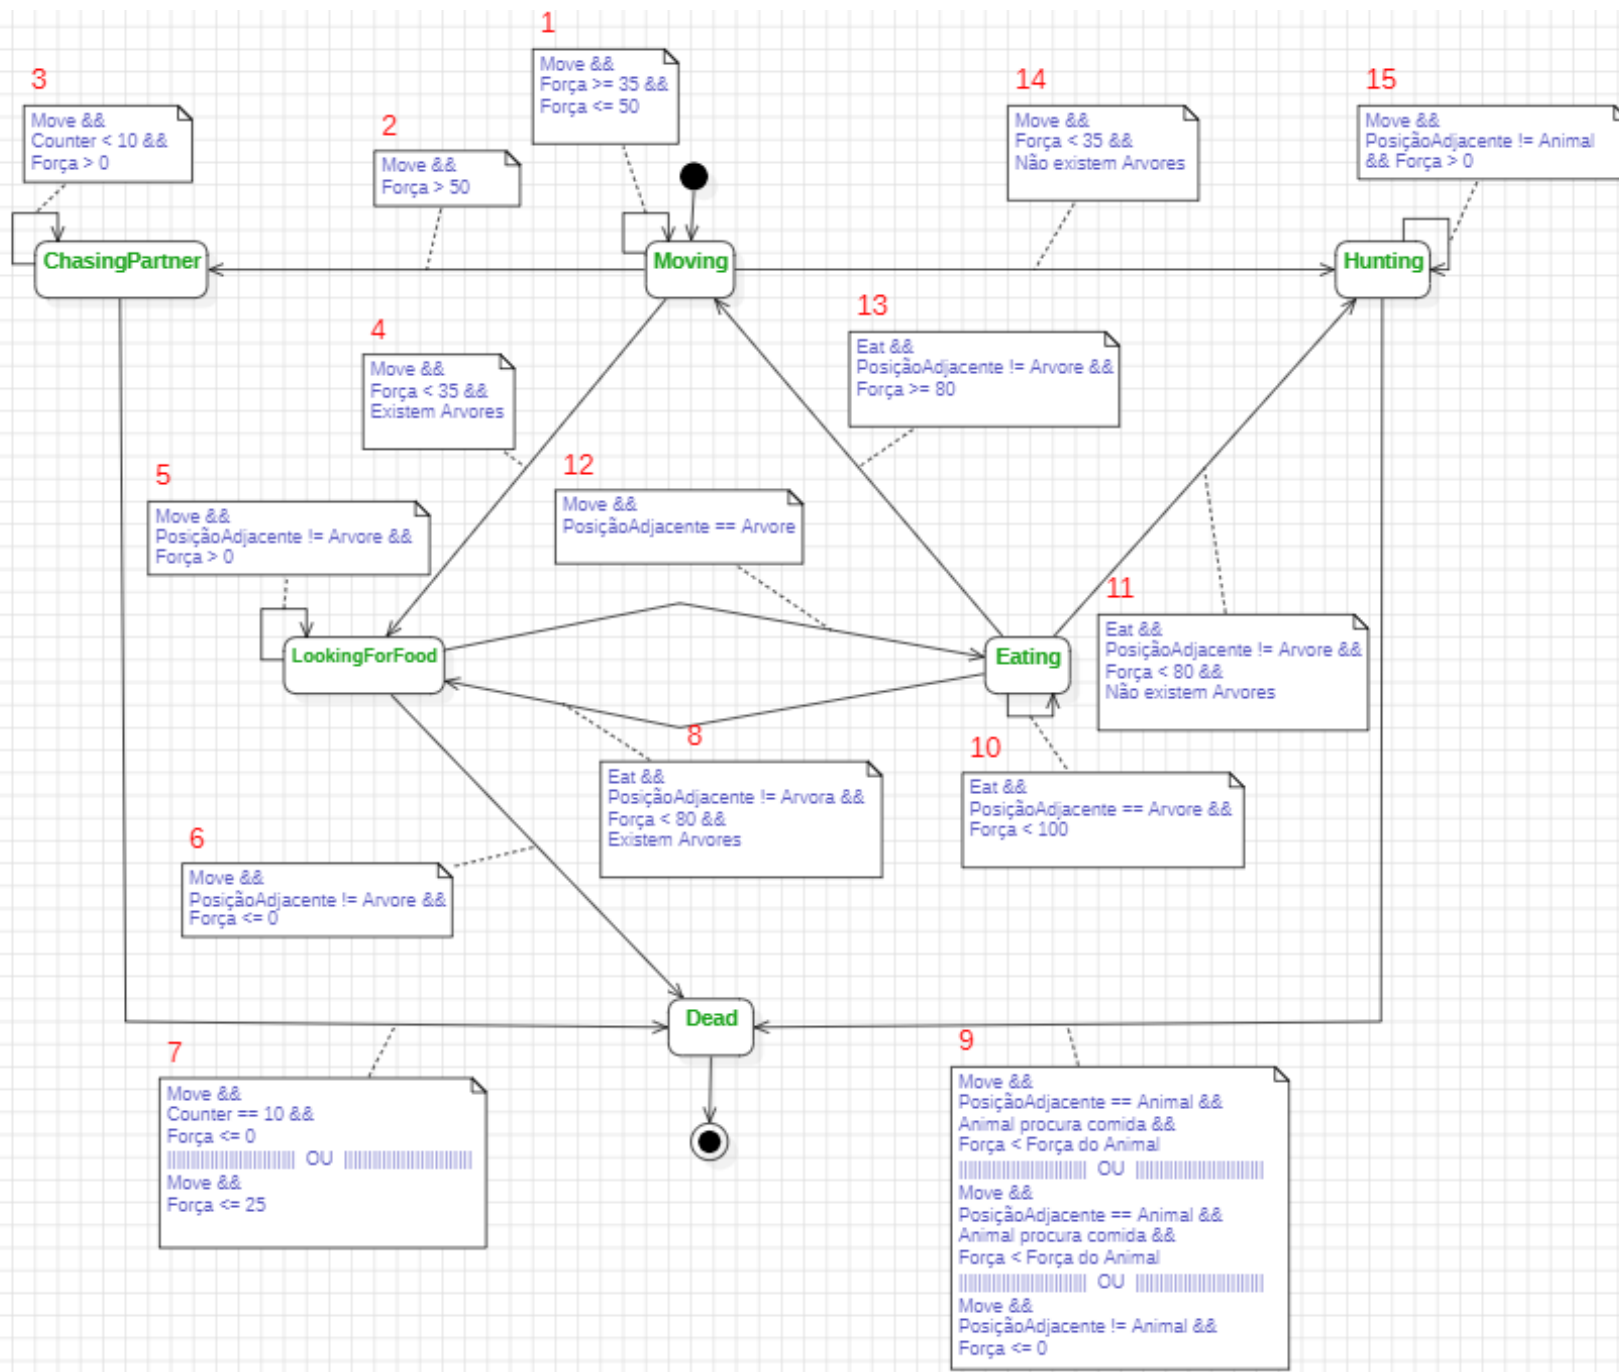 1
Move &&
Força >= 35 &&
Força <= 50
3
Move &&
Counter < 10 &&
Força > 0
2
Move &&
Força > 50
14
Move &&
Força < 35 &&
Não existem Arvores
15
Move &&
PosiçãoAdjacente != Animal
&& Força > 0
ChasingPartner
Moving
Hunting
4
Move &&
Força < 35 &&
Existem Arvores
13
Eat &&
PosiçãoAdjacente != Arvore &&
Força >= 80
5
Move &&
PosiçãoAdjacente != Arvore &&
Força > 0
12
Move &&
PosiçãoAdjacente == Arvore
11
Eat &&
PosiçãoAdjacente != Arvore &&
Força < 80 &&
Não existem Arvores
LookingForFood
Eating
8
Eat &&
PosiçãoAdjacente != Arvora &&
Força < 80 &&
Existem Arvores
10
Eat &&
PosiçãoAdjacente == Arvore &&
Força < 100
6
Move &&
PosiçãoAdjacente != Arvore &&
Força <= 0
Dead
7
Move &&
Counter == 10 &&
Força <= 0
|||||||||||||||||||||||||||| OU ||||||||||||||||||||||||||||
Move &&
Força <= 25
9
Move &&
PosiçãoAdjacente == Animal &&
Animal procura comida &&
Força < Força do Animal
|||||||||||||||||||||||||||| OU ||||||||||||||||||||||||||||
Move &&
PosiçãoAdjacente == Animal &&
Animal procura comida &&
Força < Força do Animal
|||||||||||||||||||||||||||| OU ||||||||||||||||||||||||||||
Move &&
PosiçãoAdjacente != Animal &&
Força <= 0